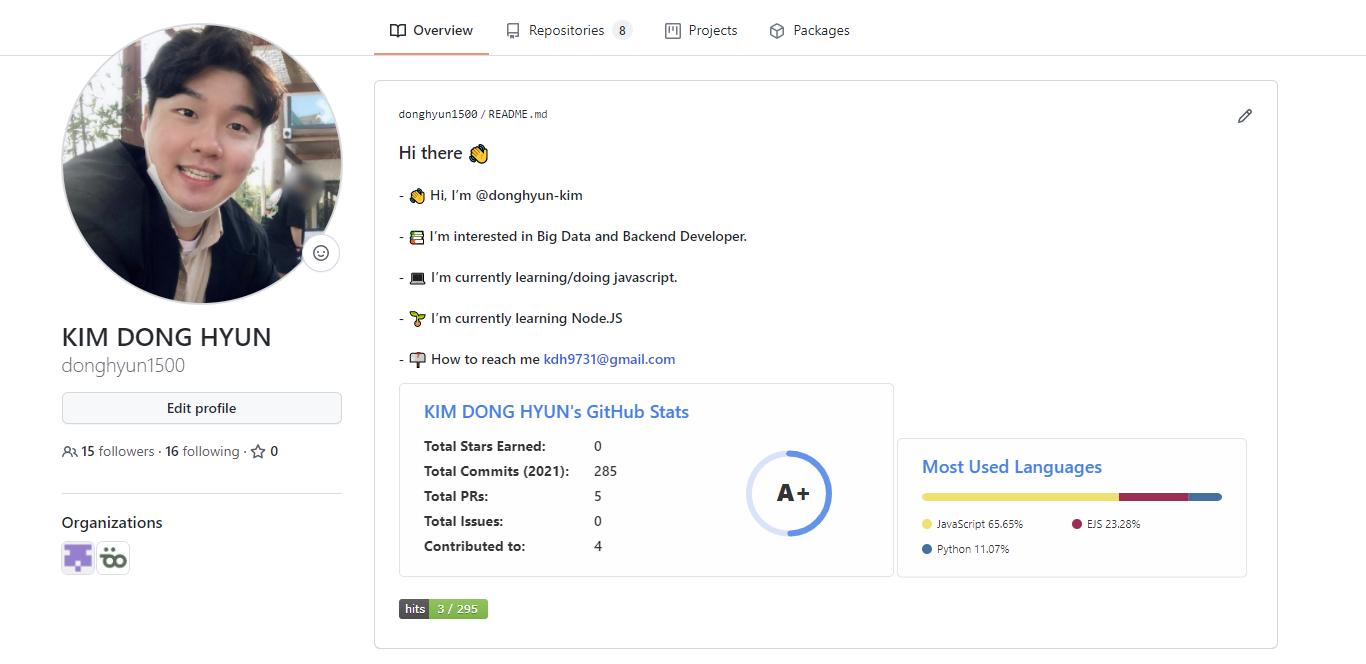 Overview
Repositories 8
Projects
Packages
donghyun1500 / README.md
Hi there 👋
- 👋 Hi, I'm @donghyun-kim
- 📚 I'm interested in Big Data and Backend Developer.
- 💻 I'm currently learning/doing javascript.
- 🌱 I'm currently learning Node.JS
- 📫 How to reach me kdh9731@gmail.com
KIM DONG HYUN
donghyun1500
Edit profile
15 followers · 16 following · 0
Organizations
KIM DONG HYUN's GitHub Stats
Total Stars Earned: 0
Total Commits (2021): 285
Total PRs: 5
Total Issues: 0
Contributed to: 4
A+
Most Used Languages
JavaScript 65.65%
EJS 23.28%
Python 11.07%
hits 3 / 295